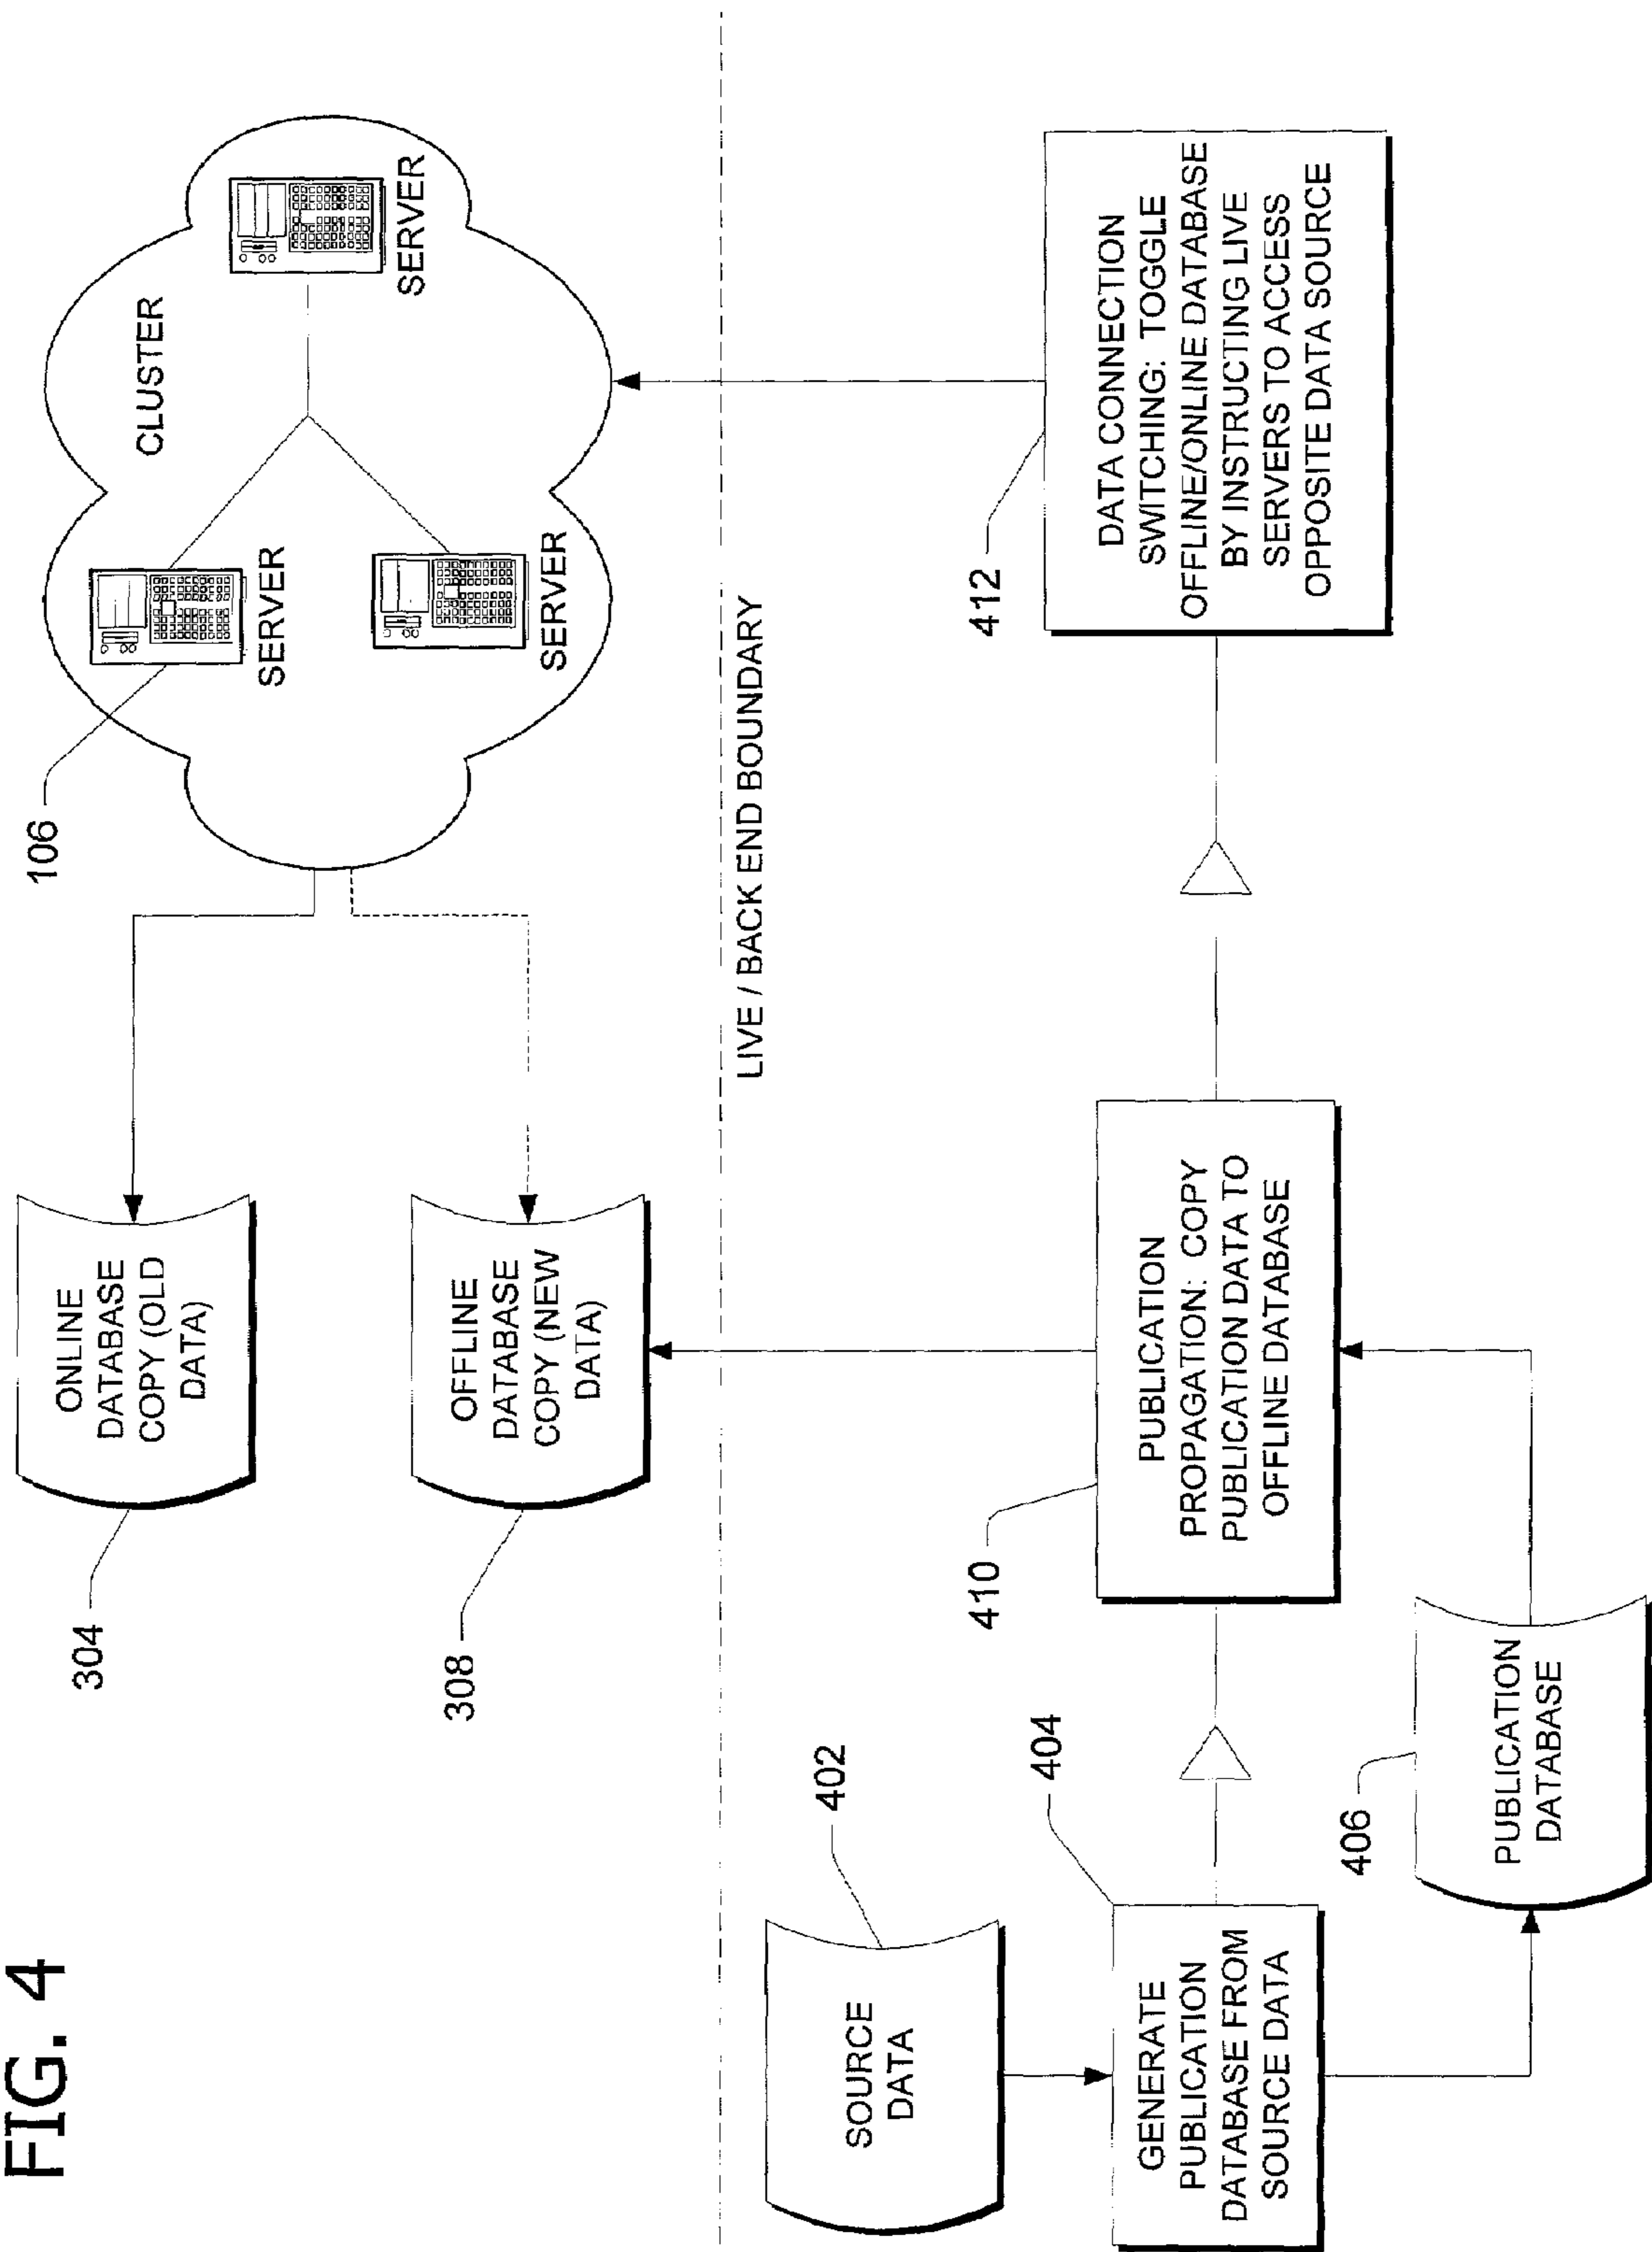 FIG. 4
106
CLUSTER
SERVER
SERVER
SERVER
304
ONLINE
DATABASE
COPY (OLD
DATA)
308
OFFLINE
DATABASE
COPY (NEW
DATA)
LIVE / BACK END BOUNDARY
402
SOURCE
DATA
404
GENERATE
PUBLICATION
DATABASE FROM
SOURCE DATA
406
PUBLICATION
DATABASE
410
PUBLICATION
PROPAGATION: COPY
PUBLICATION DATA TO
OFFLINE DATABASE
412
DATA CONNECTION
SWITCHING: TOGGLE
OFFLINE/ONLINE DATABASE
BY INSTRUCTING LIVE
SERVERS TO ACCESS
OPPOSITE DATA SOURCE